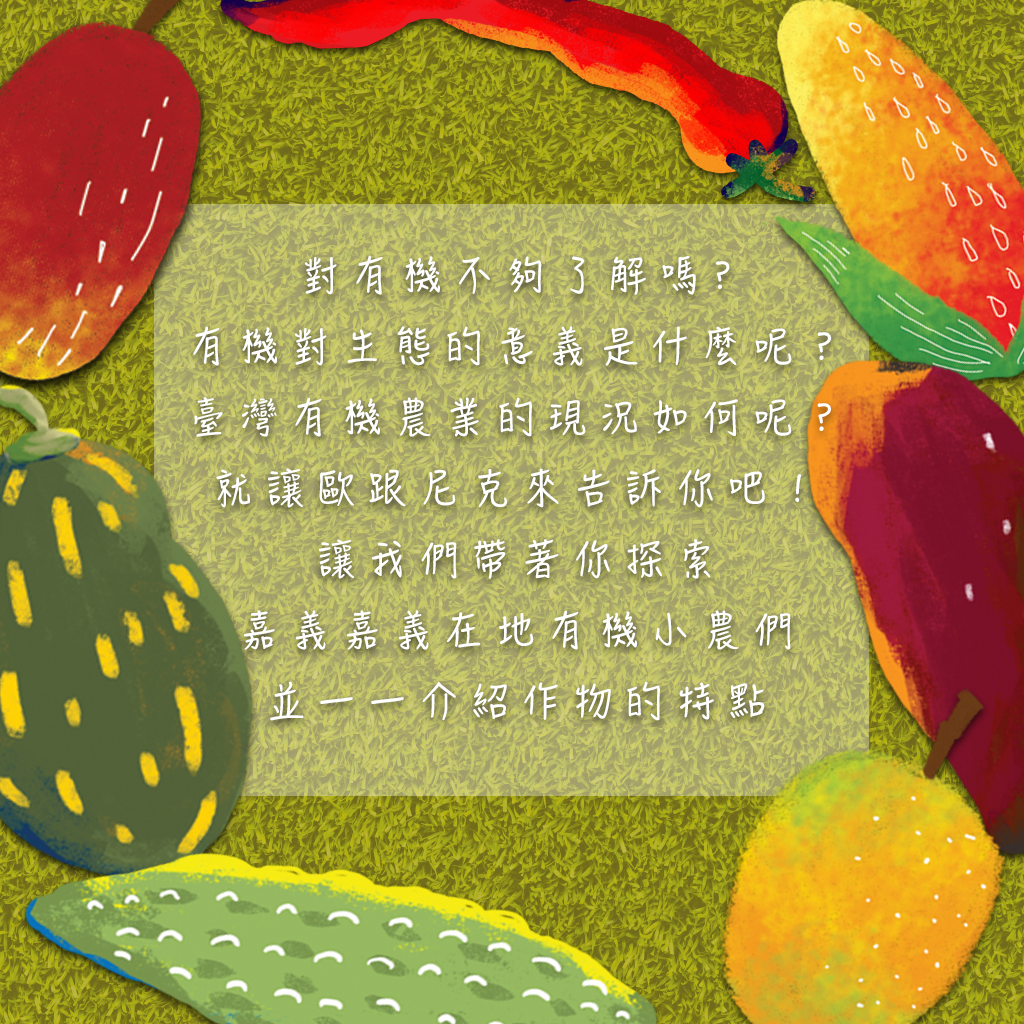 對有機不夠了解嗎?
有機對生態的意義是什麼呢？
臺灣有機農業的現況如何呢？
就讓歐跟尼克來告訴你吧！
讓我們帶著你探索
嘉義嘉義在地有機小農們
並一一介紹作物的特點